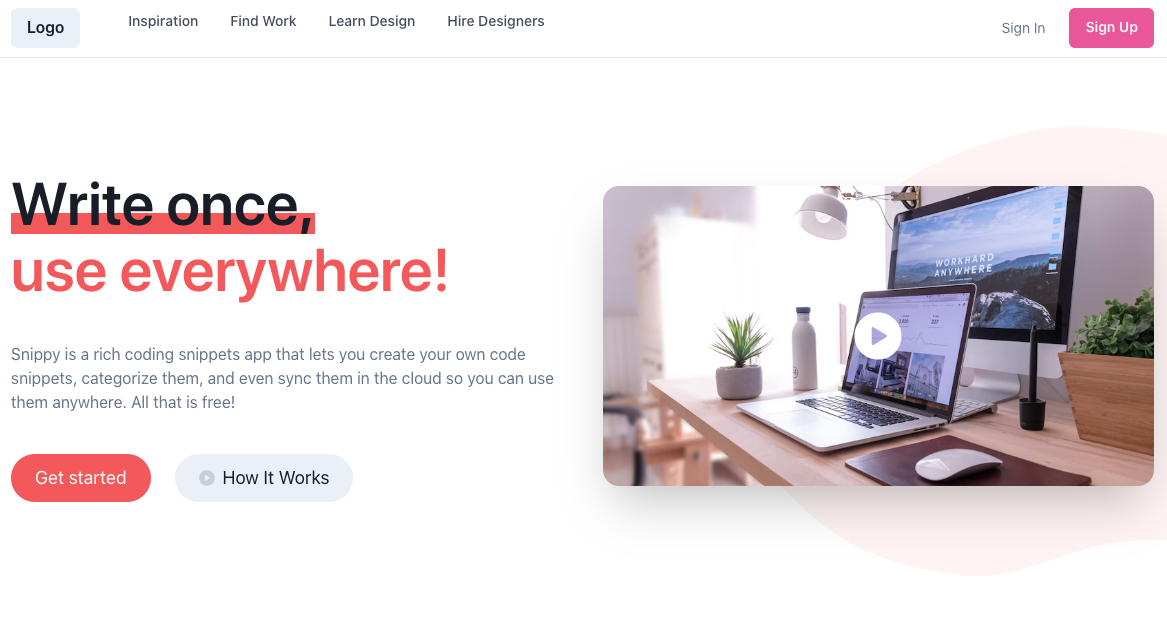 Logo
Inspiration
Find Work
Learn Design
Hire Designers
Sign In
Sign Up
Write once,
use everywhere!
Snippy is a rich coding snippets app that lets you create your own code
snippets, categorize them, and even sync them in the cloud so you can use
them anywhere. All that is free!
Get started
How It Works
WORKHARD
ANYWHERE